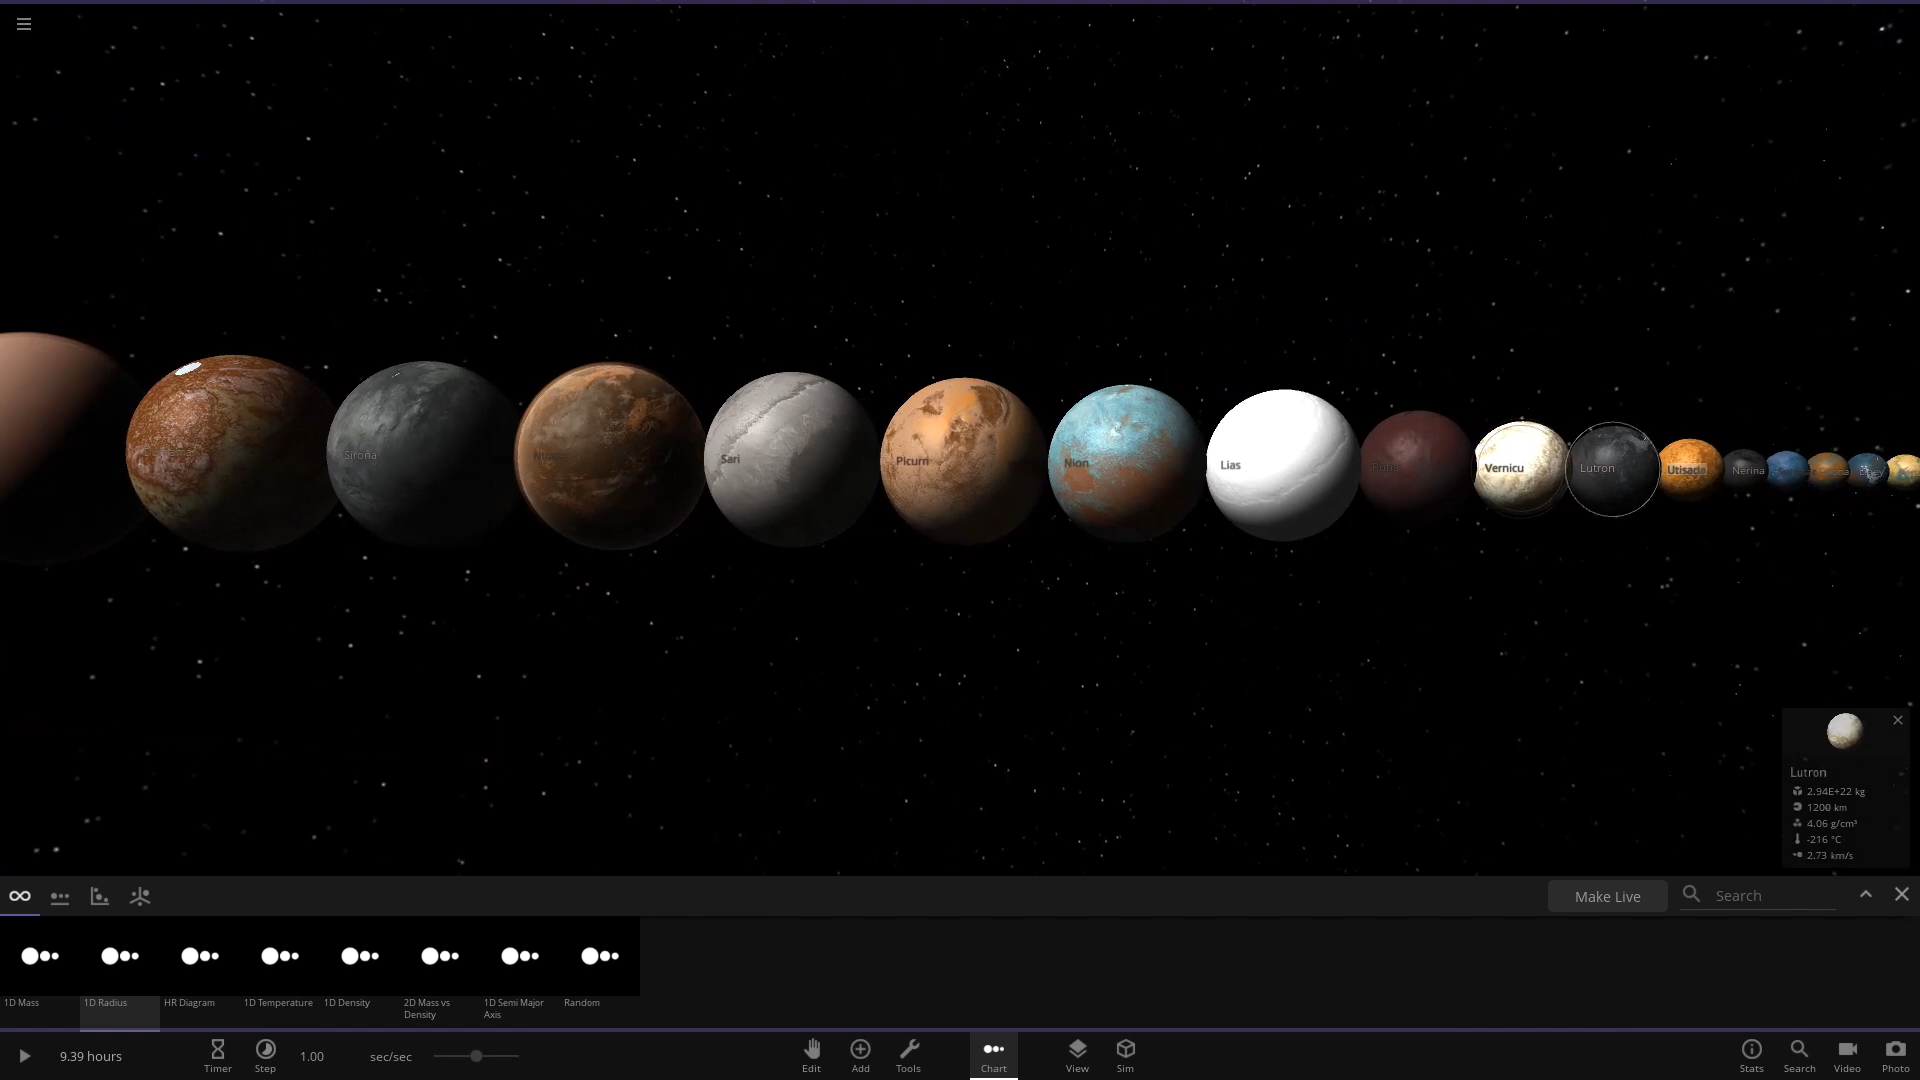 Sirona
Sari
Picurn
Nion
Lias
Vernicu
Lutron
Utisada
Nerina
Lutron
2.94E+22 kg
1200 km
4.06 g/cm³
-216 °C
2.73 km/s
Make Live
Search
1D Mass
1D Radius
HR Diagram
1D Temperature
1D Density
2D Mass vs
Density
1D Semi Major
Axis
Random
9.39 hours
Timer
Step
1.00
sec/sec
Edit
Add
Tools
Chart
View
Sim
Stats
Search
Video
Photo